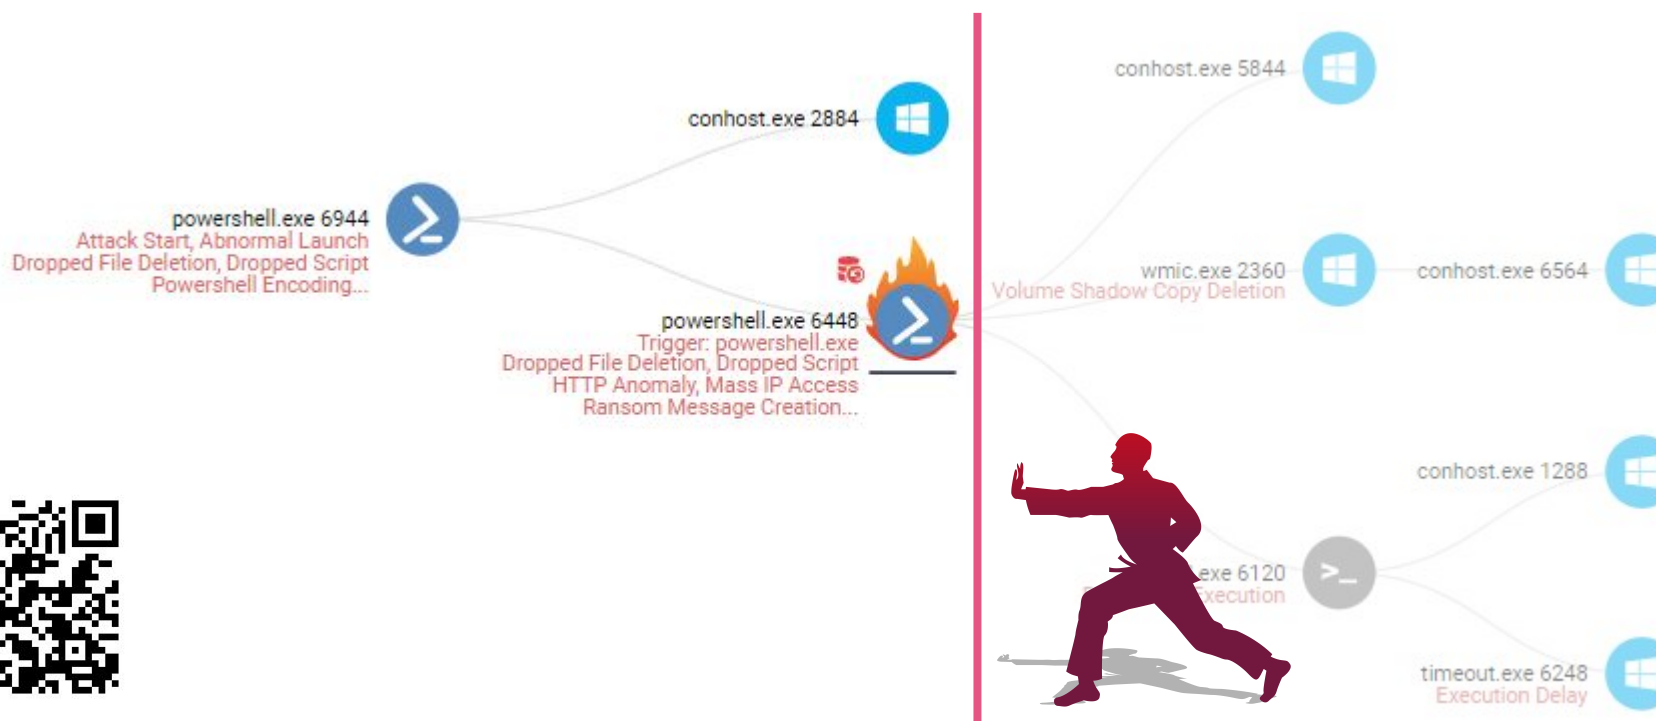 conhost.exe 5844
conhost.exe 2884
powershell.exe 6944
Attack Start, Abnormal Launch
Dropped File Deletion, Dropped Script
Powershell Encoding...
wmic.exe 2360
Volume Shadow Copy Deletion
conhost.exe 6564
powershell.exe 6448
Trigger: powershell.exe
Dropped File Deletion, Dropped Script
HTTP Anomaly, Mass IP Access
Ransom Message Creation...
conhost.exe 1288
.exe 6120
Execution
timeout.exe 6248
Execution Delay